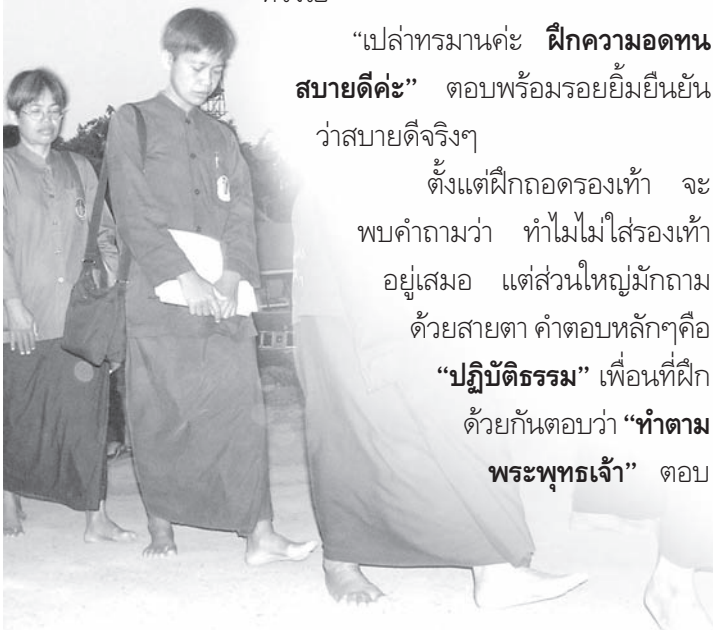 “เปล่าทรมานค่ะ ฝึกความอดทน
สบายดีค่ะ” ตอบพร้อมรอยยิ้มยืนยัน
ว่าสบายดีจริงๆ
ตั้งแต่ฝึกถอดรองเท้า จะ
พบคำถามว่า ทำไมไม่ใส่รองเท้า
อยู่เสมอ แต่ส่วนใหญ่มักถาม
ด้วยสายตา คำตอบหลักๆคือ
“ปฏิบัติธรรม” เพื่อนที่ฝึก
ด้วยกันตอบว่า “ทำตาม
พระพุทธเจ้า” ตอบ